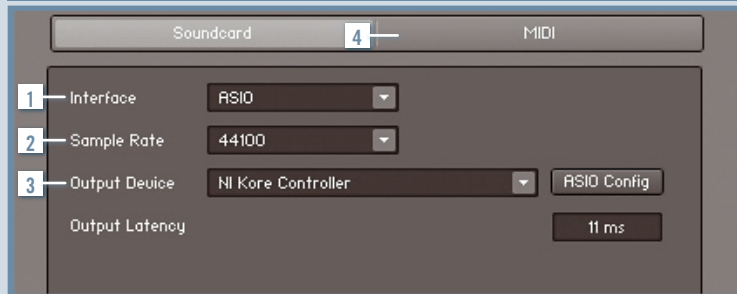 Soundcard 4 MIDI
1 Interface ASIO
2 Sample Rate 44100
3 Output Device NI Kore Controller ASIO Config
Output Latency 11 ms